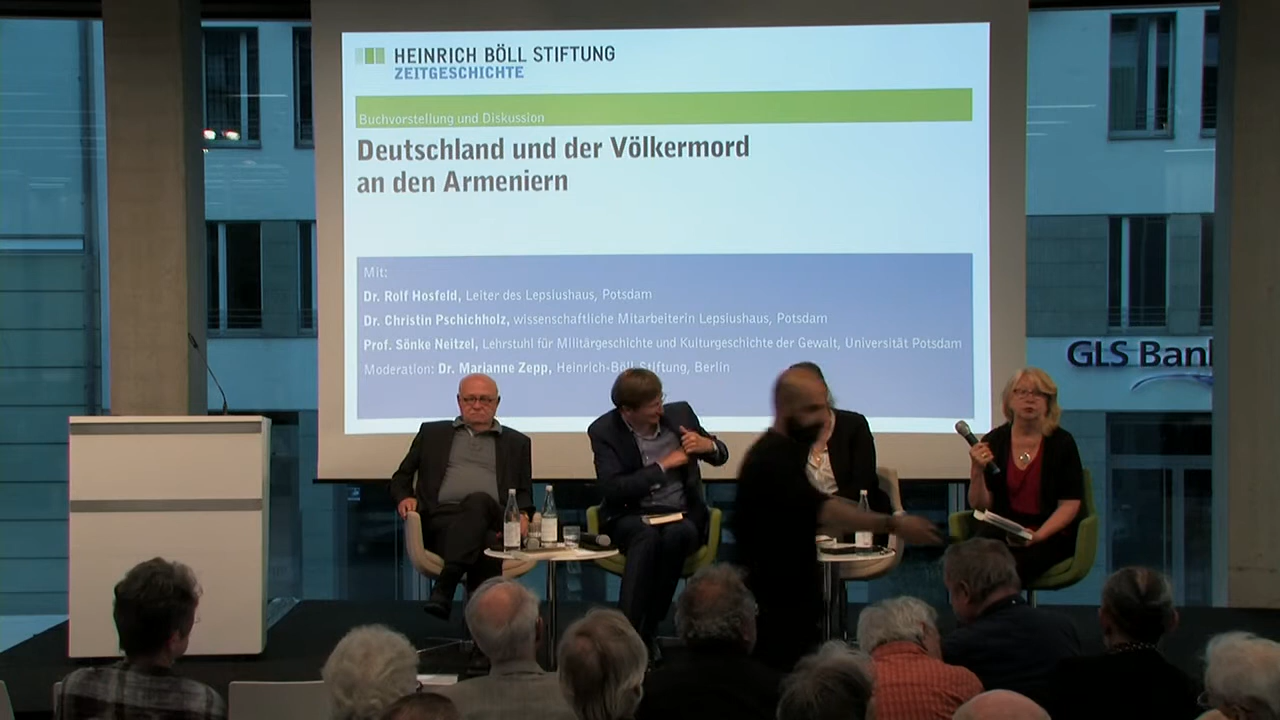 HEINRICH BÖLL STIFTUNG
ZEITGESCHICHTE
Buchvorstellung und Diskussion
Deutschland und der Völkermord
an den Armeniern
Mit:
Dr. Rolf Hosfeld, Leiter des Lepsiushaus, Potsdam
Dr. Christin Pschichholz, wissenschaftliche Mitarbeiterin Lepsiushaus, Potsdam
Prof. Sönke Neitzel, Lehrstuhl für Militärgeschichte und Kulturgeschichte der Gewalt, Universität Potsdam
Moderation: Dr. Marianne Zepp, Heinrich-Böll-Stiftung, Berlin
GLS Bank